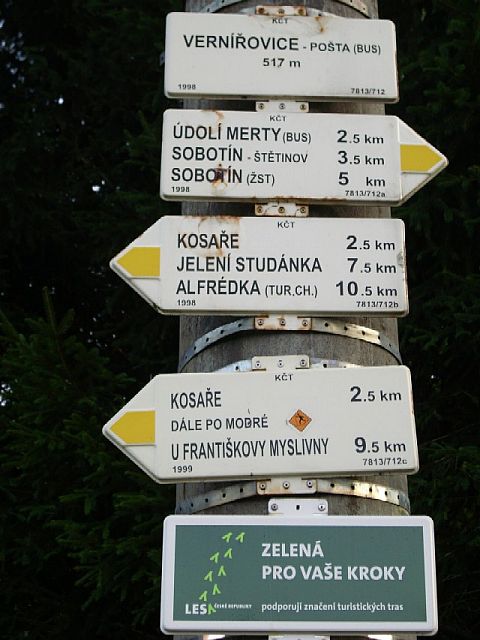 KČT
VERNÍŘOVICE - POŠTA (BUS)
517 m
1998 7813/712
KČT
ÚDOLÍ MERTY (BUS) 2.5 km
SOBOTÍN - ŠTĚTINOV 3.5 km
SOBOTÍN (ŽST) 5 km
1998 7813/712a
KČT
KOSAŘE 2.5 km
JELENÍ STUDÁNKA 7.5 km
ALFRÉDKA (TUR.CH.) 10.5 km
1998 7813/712b
KČT
KOSAŘE 2.5 km
DÁLE PO MODRÉ
U FRANTIŠKOVY MYSLIVNY 9.5 km
1999 7813/712c
ZELENÁ
PRO VAŠE KROKY
LESY ČESKÉ REPUBLIKY podporují značení turistických tras